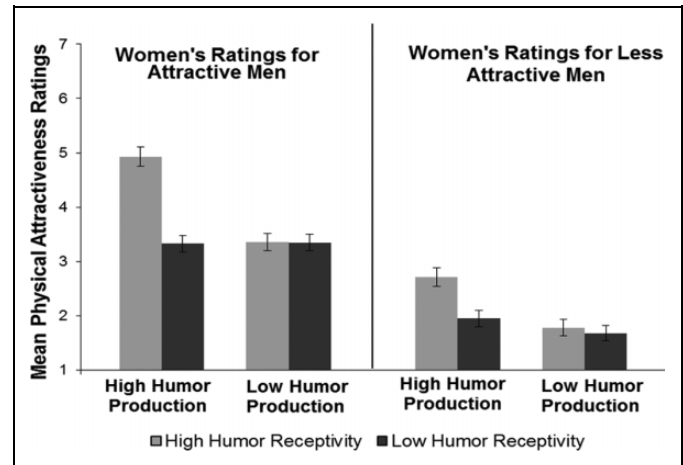 Mean Physical Attractiveness Ratings
7
6
5
4
3
2
1
Women's Ratings for
Attractive Men
Women's Ratings for Less
Attractive Men
High Humor
Production
Low Humor
Production
High Humor
Production
Low Humor
Production
High Humor Receptivity
Low Humor Receptivity